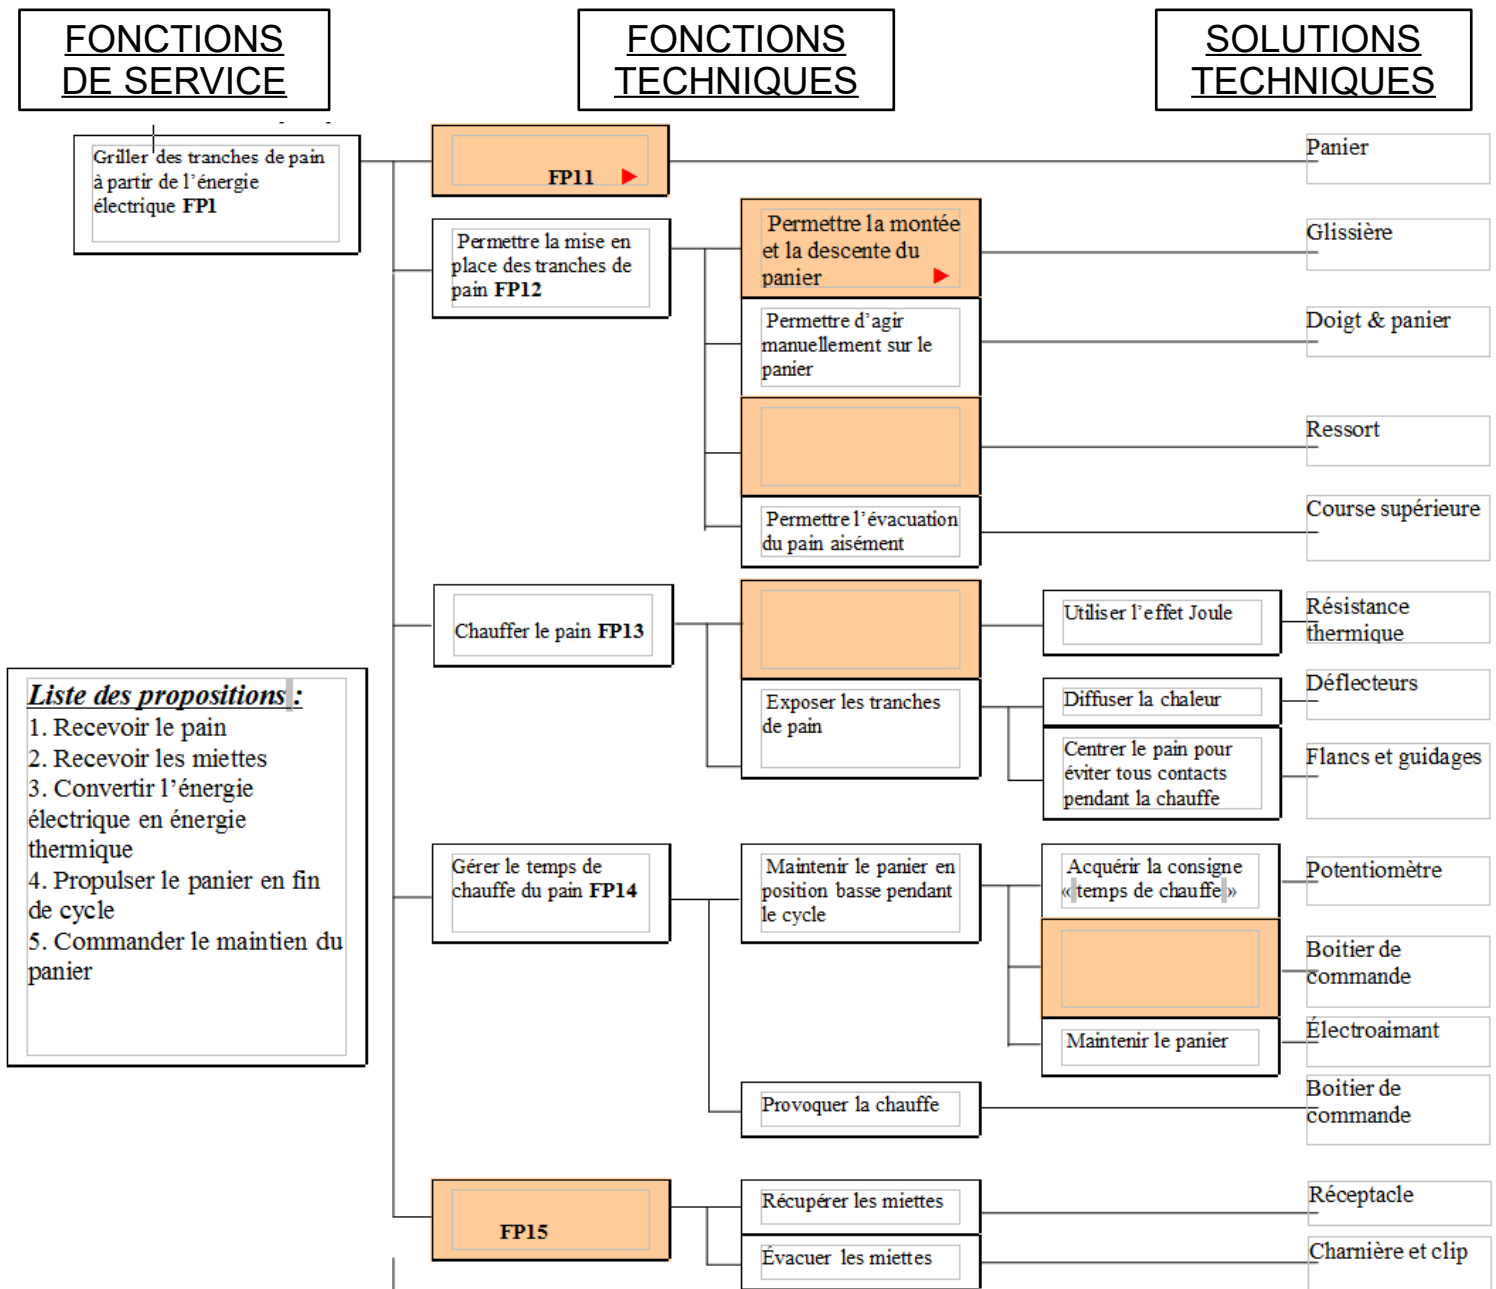 FONCTIONS
DE SERVICE
FONCTIONS
TECHNIQUES
SOLUTIONS
TECHNIQUES
Griller des tranches de pain
à partir de l’énergie
électrique FP1
FP11
Panier
Permettre la mise en
place des tranches de
pain FP12
Permettre la montée
et la descente du
panier
Glissière
Permettre d’agir
manuellement sur le
panier
Doigt & panier
Ressort
Permettre l’évacuation
du pain aisément
Course supérieure
Chauffer le pain FP13
Utiliser l’effet Joule
Résistance
thermique
Exposer les tranches
de pain
Diffuser la chaleur
Déflecteurs
Centrer le pain pour
éviter tous contacts
pendant la chauffe
Flancs et guidages
Liste des propositions :
1. Recevoir le pain
2. Recevoir les miettes
3. Convertir l’énergie
électrique en énergie
thermique
4. Propulser le panier en fin
de cycle
5. Commander le maintien du
panier
Gérer le temps de
chauffe du pain FP14
Maintenir le panier en
position basse pendant
le cycle
Acquérir la consigne
« temps de chauffe »
Potentiomètre
Boitier de
commande
Maintenir le panier
Électroaimant
Provoquer la chauffe
Boitier de
commande
FP15
Récupérer les miettes
Réceptacle
Évacuer les miettes
Charnière et clip